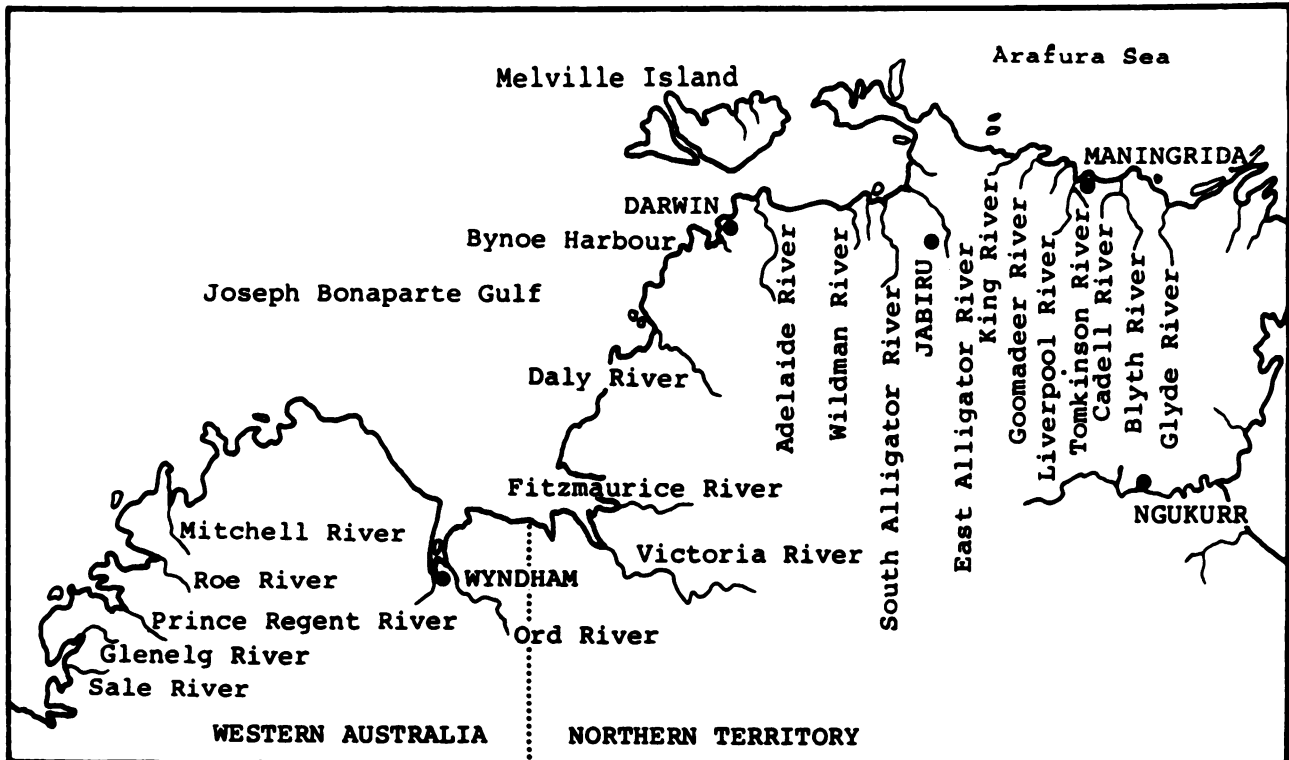 Arafura Sea
Melville Island
MANINGRIDA
DARWIN
Bynoe Harbour
Joseph Bonaparte Gulf
Daly River
Adelaide River
Wildman River
South Alligator River
JABIRU
East Alligator River
King River
Goomadeer River
Liverpool River
Tomkinson River
Cadell River
Blyth River
Glyde River
Fitzmaurice River
NGUKURR
Mitchell River
Victoria River
Roe River
WYNDHAM
Prince Regent River
Ord River
Glenelg River
Sale River
WESTERN AUSTRALIA
NORTHERN TERRITORY